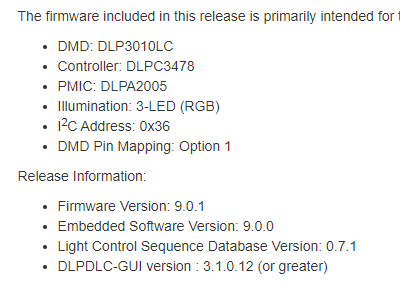 The firmware included in this release is primarily intended for
• DMD: DLP3010LC
• Controller: DLPC3478
• PMIC: DLPA2005
• Illumination: 3-LED (RGB)
• I²C Address: 0x36
• DMD Pin Mapping: Option 1
Release Information:
• Firmware Version: 9.0.1
• Embedded Software Version: 9.0.0
• Light Control Sequence Database Version: 0.7.1
• DLPDLC-GUI version : 3.1.0.12 (or greater)